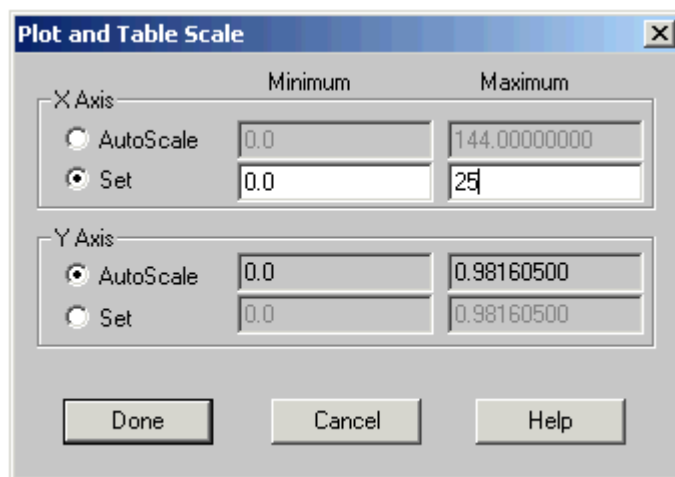 Plot and Table Scale
Minimum Maximum
X Axis
AutoScale 0.0 144.00000000
Set 0.0 25
Y Axis
AutoScale 0.0 0.98160500
Set 0.0 0.98160500
Done Cancel Help